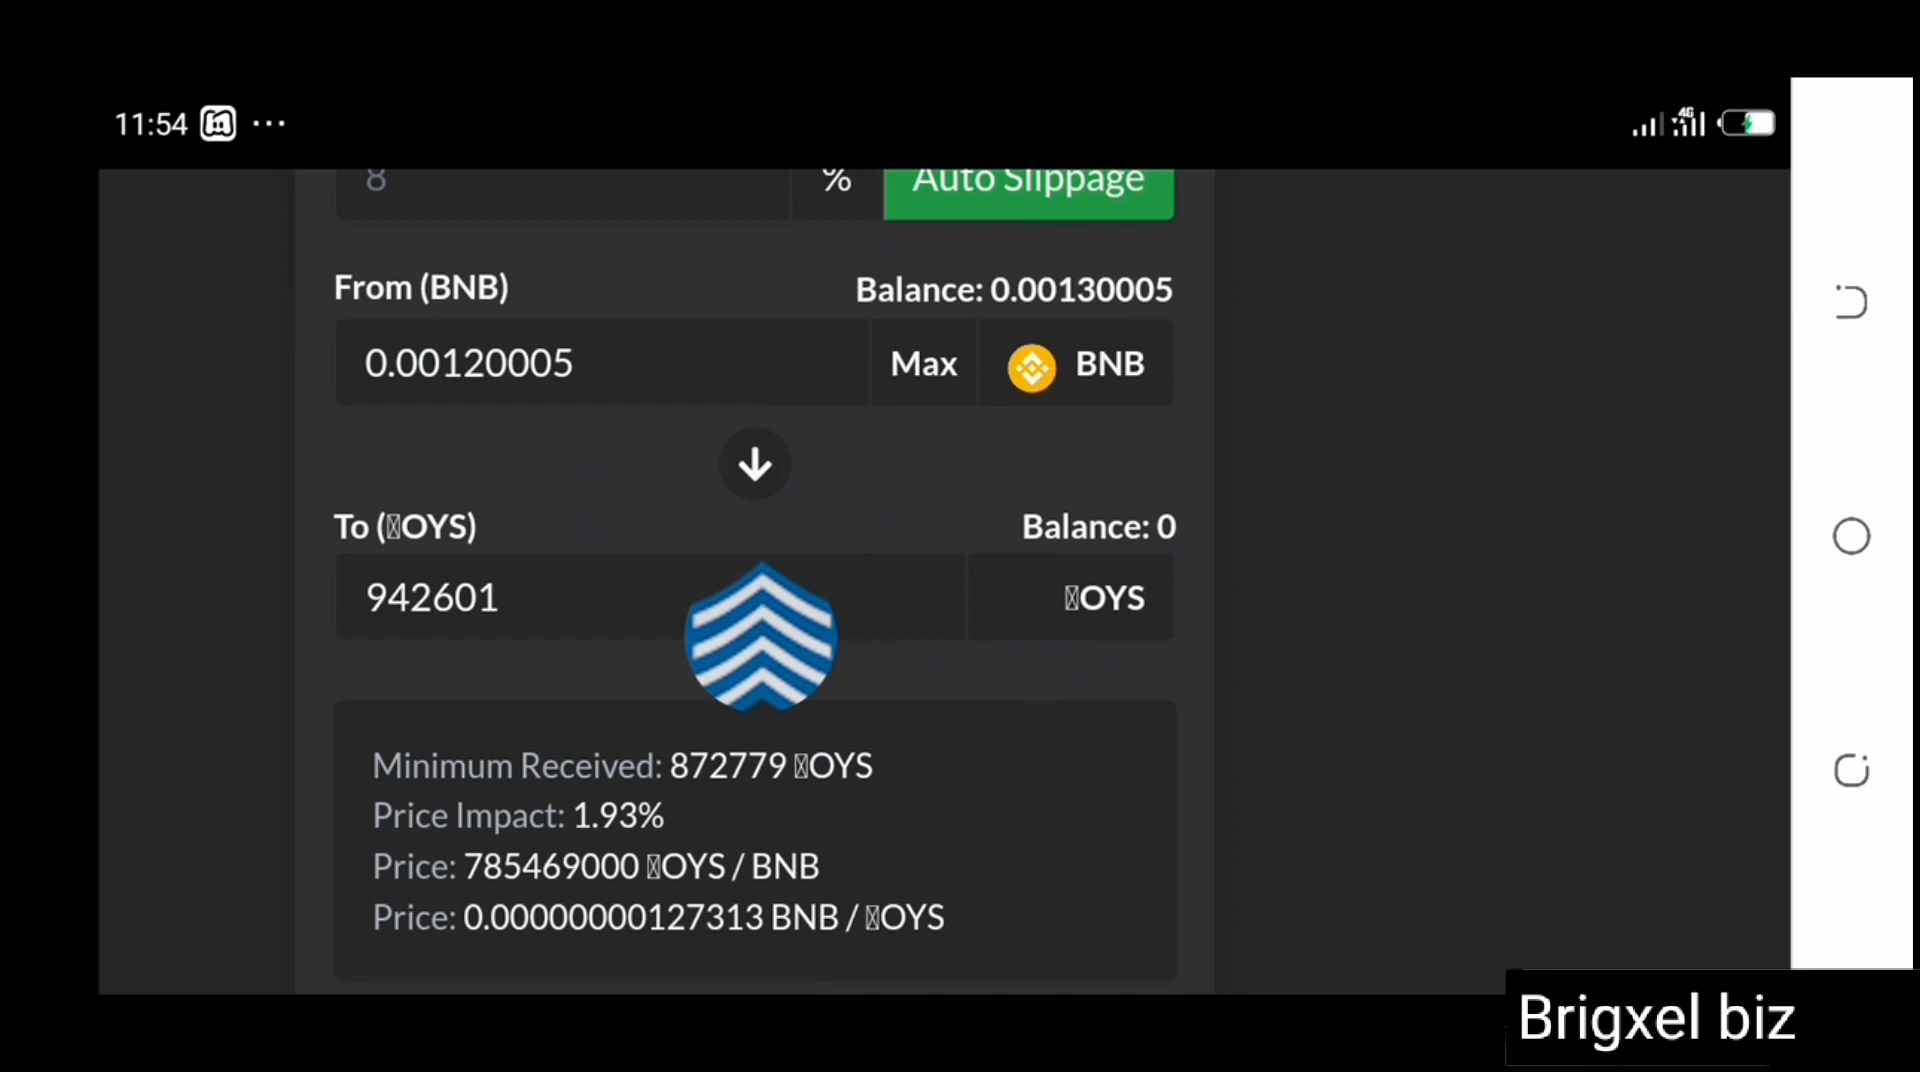 11:54 ...
4G
8 % Auto Slippage
From (BNB) Balance: 0.00130005
0.00120005 Max BNB
To (OYS) Balance: 0
942601 OYS
Minimum Received: 872779 OYS
Price Impact: 1.93%
Price: 785469000 OYS / BNB
Price: 0.00000000127313 BNB / OYS
Brigxel biz